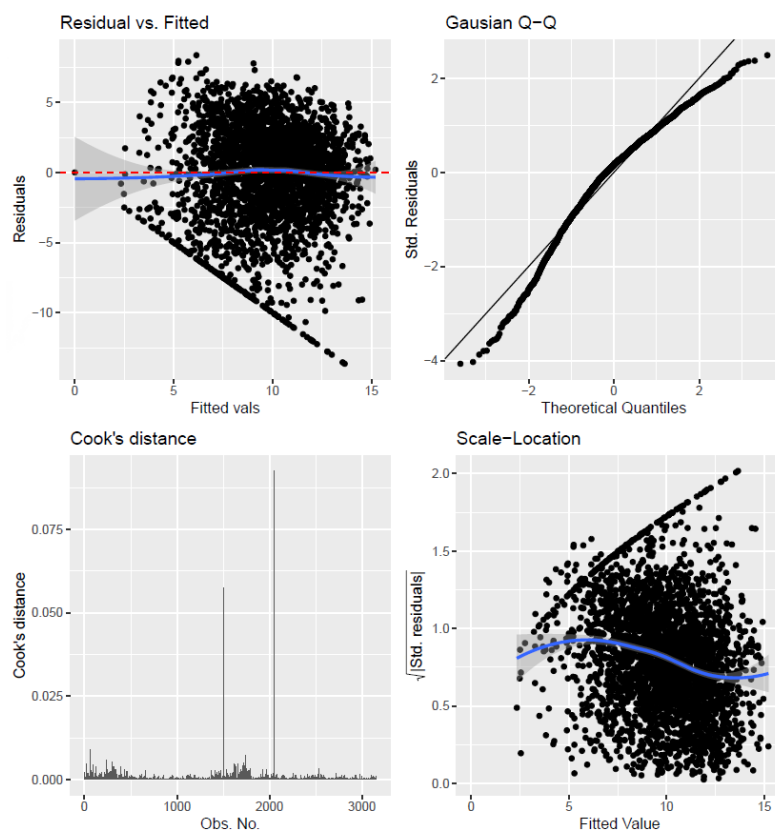 Residual vs. Fitted
5
0
−5
−10
Residuals
0
5
10
15
Fitted vals
Gaussian Q−Q
2
0
−2
−4
Std. Residuals
−2
0
2
Theoretical Quantiles
Cook's distance
0.075
0.050
0.025
0.000
Cook's distance
0
1000
2000
3000
Obs. No.
Scale−Location
2.0
1.5
1.0
0.5
0.0
√|Std. residuals|
0
5
10
15
Fitted Value